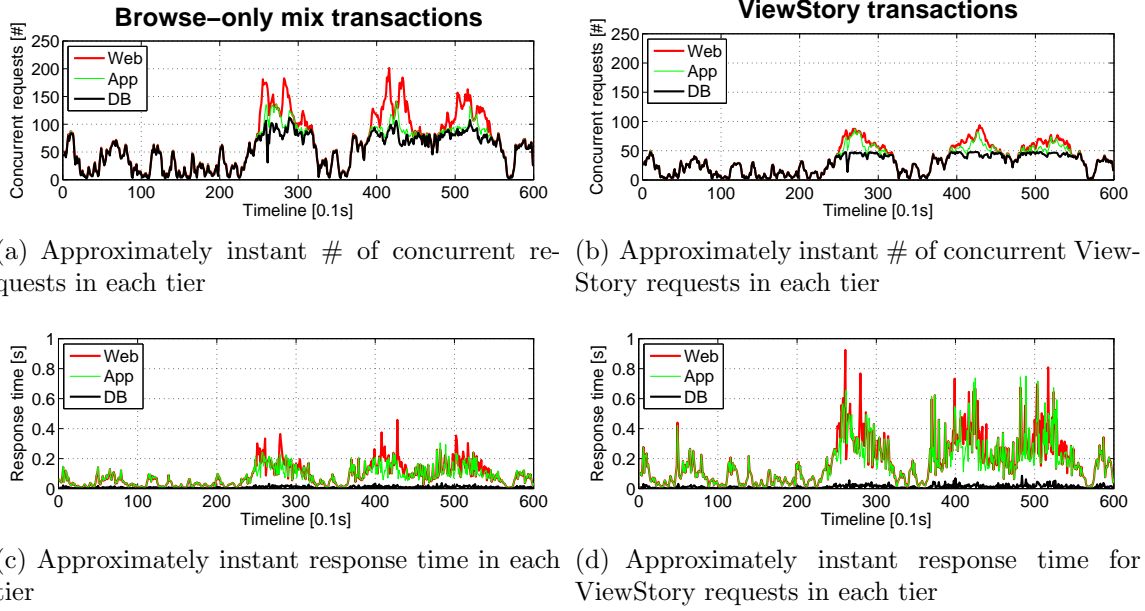 Browse−only mix transactions
Concurrent requests [#]
250
200
150
100
50
0
Web
App
DB
0 100 200 300 400 500 600
Timeline [0.1s]
(a) Approximately instant # of concurrent re-
quests in each tier
ViewStory transactions
Concurrent requests [#]
250
200
150
100
50
0
Web
App
DB
0 100 200 300 400 500 600
Timeline [0.1s]
(b) Approximately instant # of concurrent View-
Story requests in each tier
Response time [s]
1
0.8
0.6
0.4
0.2
0
Web
App
DB
0 100 200 300 400 500 600
Timeline [0.1s]
(c) Approximately instant response time in each
tier
Response time [s]
1
0.8
0.6
0.4
0.2
0
Web
App
DB
0 100 200 300 400 500 600
Timeline [0.1s]
(d) Approximately instant response time for
ViewStory requests in each tier